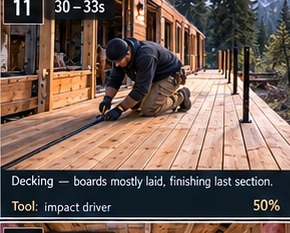 11
30–33s
Decking — boards mostly laid, finishing last section.
Tool: impact driver
50%